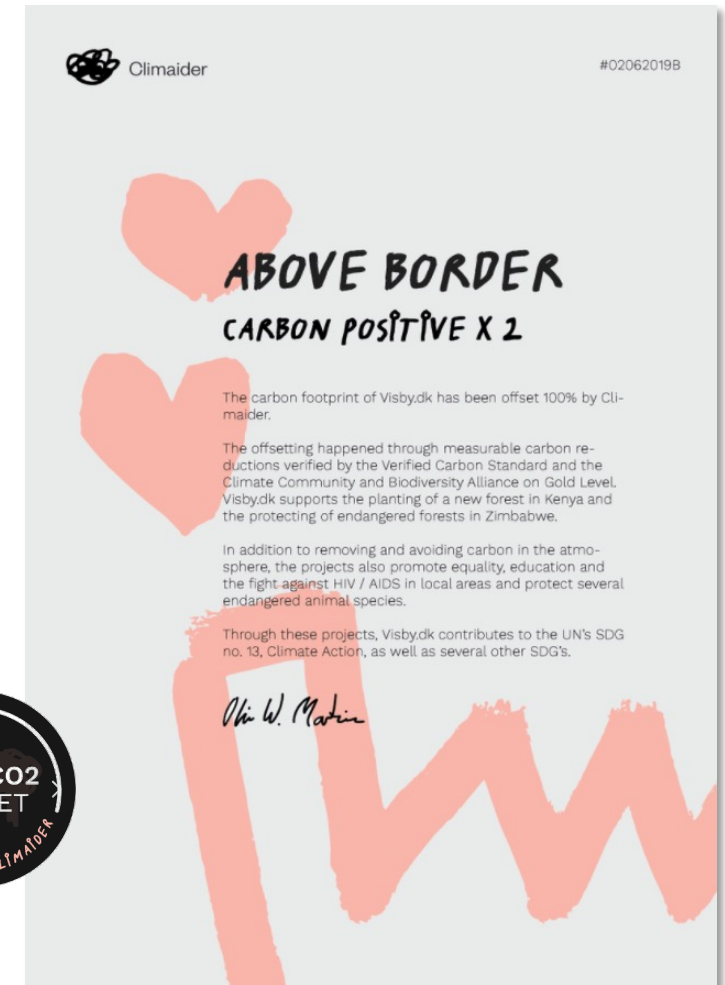 Climaider
#02062019B
ABOVE BORDER
CARBON POSITIVE X 2
The carbon footprint of Visby.dk has been offset 100% by Cli-
maider.
The offsetting happened through measurable carbon re-
ductions verified by the Verified Carbon Standard and the
Climate Community and Biodiversity Alliance on Gold Level.
Visby.dk supports the planting of a new forest in Kenya and
the protecting of endangered forests in Zimbabwe.
In addition to removing and avoiding carbon in the atmo-
sphere, the projects also promote equality, education and
the fight against HIV / AIDS in local areas and protect several
endangered animal species.
Through these projects, Visby.dk contributes to the UN's SDG
no. 13, Climate Action, as well as several other SDG's.
CO2
ET
CLIMAIDER